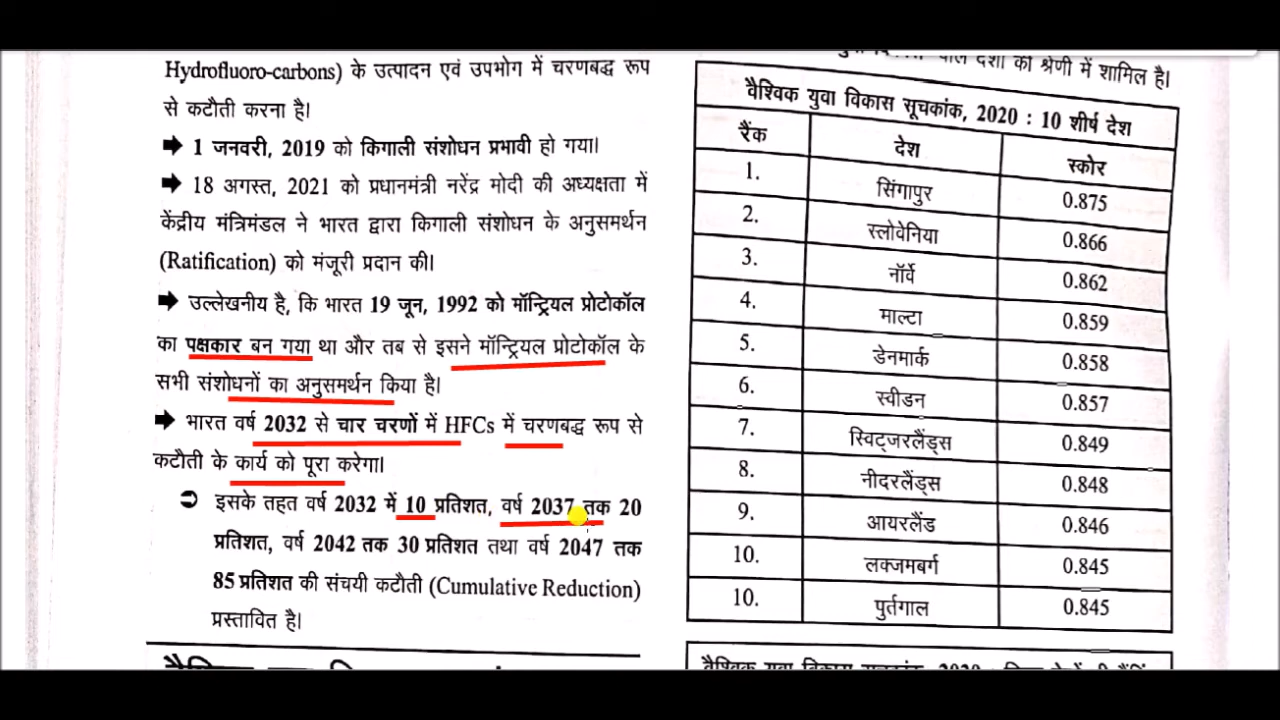 Hydrofluoro-carbons) के उत्पादन एवं उपभोग में चरणबद्ध रूप
से कटौती करना है।
➡ 1 जनवरी, 2019 को किगाली संशोधन प्रभावी हो गया।
➡ 18 अगस्त, 2021 को प्रधानमंत्री नरेंद्र मोदी की अध्यक्षता में
केंद्रीय मंत्रिमंडल ने भारत द्वारा किगाली संशोधन के अनुसमर्थन
(Ratification) को मंजूरी प्रदान की।
➡ उल्लेखनीय है, कि भारत 19 जून, 1992 को मॉन्ट्रियल प्रोटोकॉल
का पक्षकार बन गया था और तब से इसने मॉन्ट्रियल प्रोटोकॉल के
सभी संशोधनों का अनुसमर्थन किया है।
➡ भारत वर्ष 2032 से चार चरणों में HFCs में चरणबद्ध रूप से
कटौती के कार्य को पूरा करेगा।
➲ इसके तहत वर्ष 2032 में 10 प्रतिशत, वर्ष 2037 तक 20
प्रतिशत, वर्ष 2042 तक 30 प्रतिशत तथा वर्ष 2047 तक
85 प्रतिशत की संचयी कटौती (Cumulative Reduction)
प्रस्तावित है।
देशों की श्रेणी में शामिल है।
वैश्विक युवा विकास सूचकांक, 2020 : 10 शीर्ष देश
रैंक देश स्कोर
1. सिंगापुर 0.875
2. स्लोवेनिया 0.866
3. नॉर्वे 0.862
4. माल्टा 0.859
5. डेनमार्क 0.858
6. स्वीडन 0.857
7. स्विट्जरलैंड्स 0.849
8. नीदरलैंड्स 0.848
9. आयरलैंड 0.846
10. लक्जमबर्ग 0.845
10. पुर्तगाल 0.845
वैश्विक युवा विकास सूचकांक, 2020 :